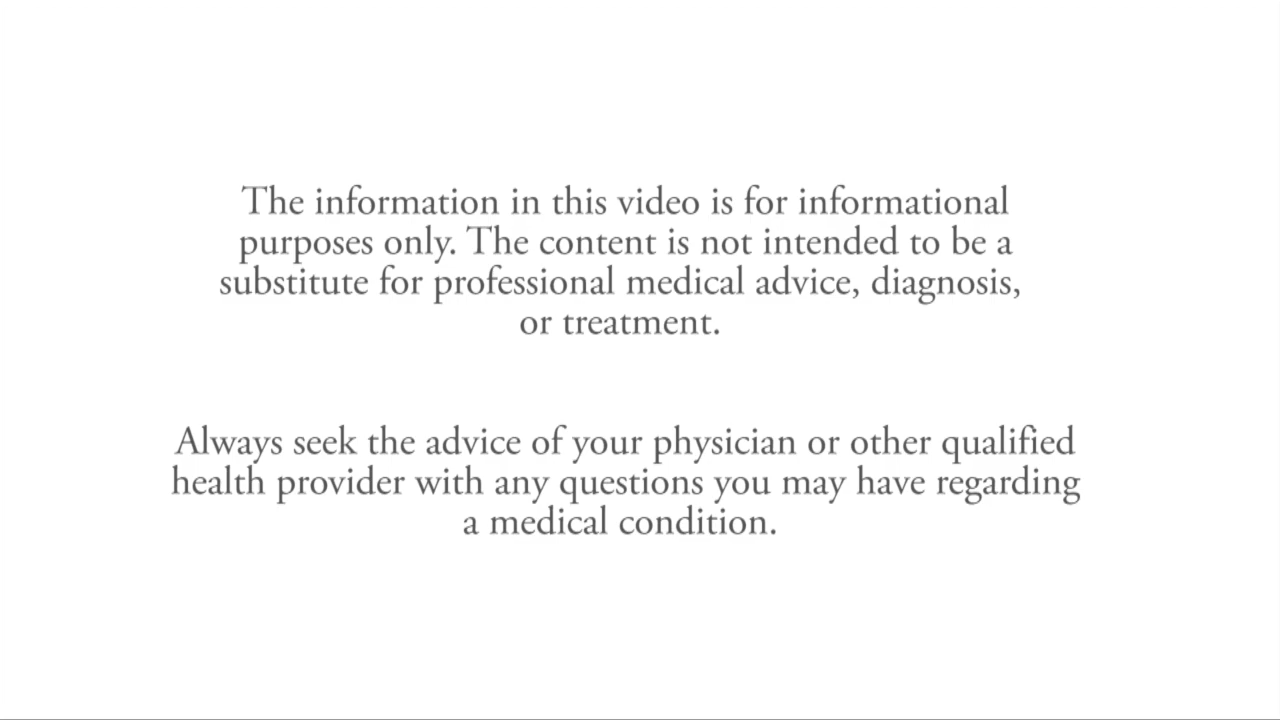 The information in this video is for informational
purposes only. The content is not intended to be a
substitute for professional medical advice, diagnosis,
or treatment.
Always seek the advice of your physician or other qualified
health provider with any questions you may have regarding
a medical condition.